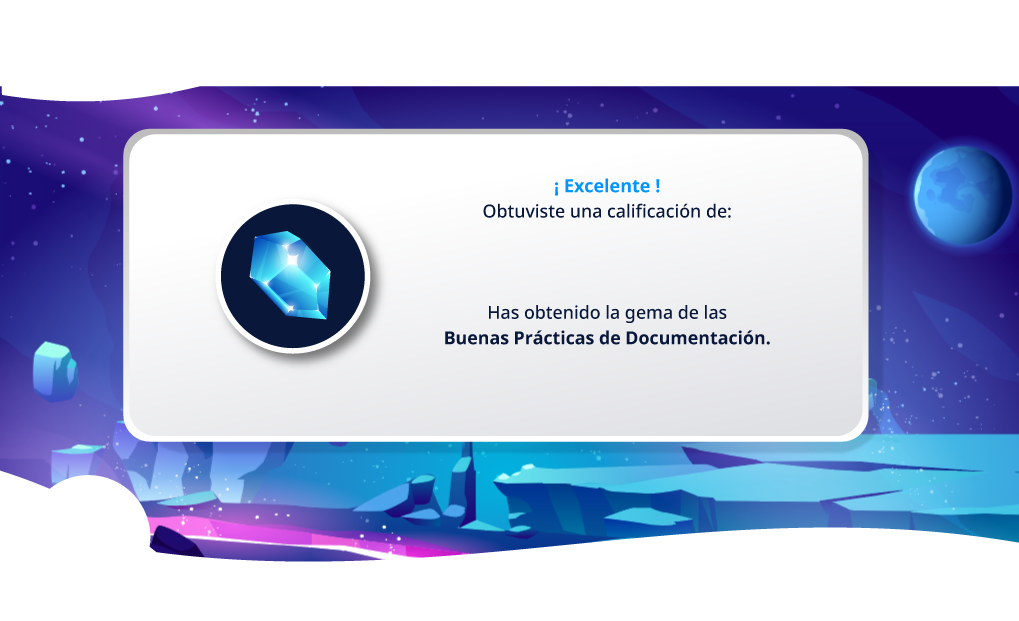 ¡ Excelente !
Obtuviste una calificación de:
Has obtenido la gema de las
Buenas Prácticas de Documentación.